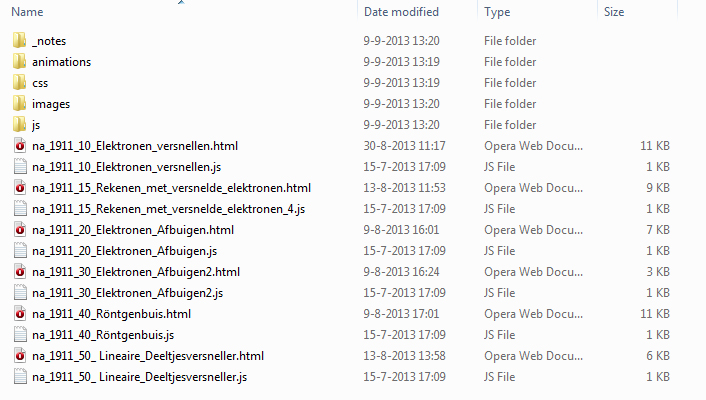 Name Date modified Type Size
_notes 9-9-2013 13:20 File folder
animations 9-9-2013 13:19 File folder
css 9-9-2013 13:19 File folder
images 9-9-2013 13:20 File folder
js 9-9-2013 13:20 File folder
na_1911_10_Elektronen_versnellen.html 30-8-2013 11:17 Opera Web Docu... 11 KB
na_1911_10_Elektronen_versnellen.js 15-7-2013 17:09 JS File 1 KB
na_1911_15_Rekenen_met_versnelde_elektronen.html 13-8-2013 11:53 Opera Web Docu... 9 KB
na_1911_15_Rekenen_met_versnelde_elektronen_4.js 15-7-2013 17:09 JS File 1 KB
na_1911_20_Elektronen_Afbuigen.html 9-8-2013 16:01 Opera Web Docu... 7 KB
na_1911_20_Elektronen_Afbuigen.js 15-7-2013 17:09 JS File 1 KB
na_1911_30_Elektronen_Afbuigen2.html 9-8-2013 16:24 Opera Web Docu... 3 KB
na_1911_30_Elektronen_Afbuigen2.js 15-7-2013 17:09 JS File 1 KB
na_1911_40_Röntgenbuis.html 9-8-2013 17:01 Opera Web Docu... 11 KB
na_1911_40_Röntgenbuis.js 15-7-2013 17:09 JS File 1 KB
na_1911_50_ Lineaire_Deeltjesversneller.html 13-8-2013 13:58 Opera Web Docu... 6 KB
na_1911_50_ Lineaire_Deeltjesversneller.js 15-7-2013 17:09 JS File 1 KB